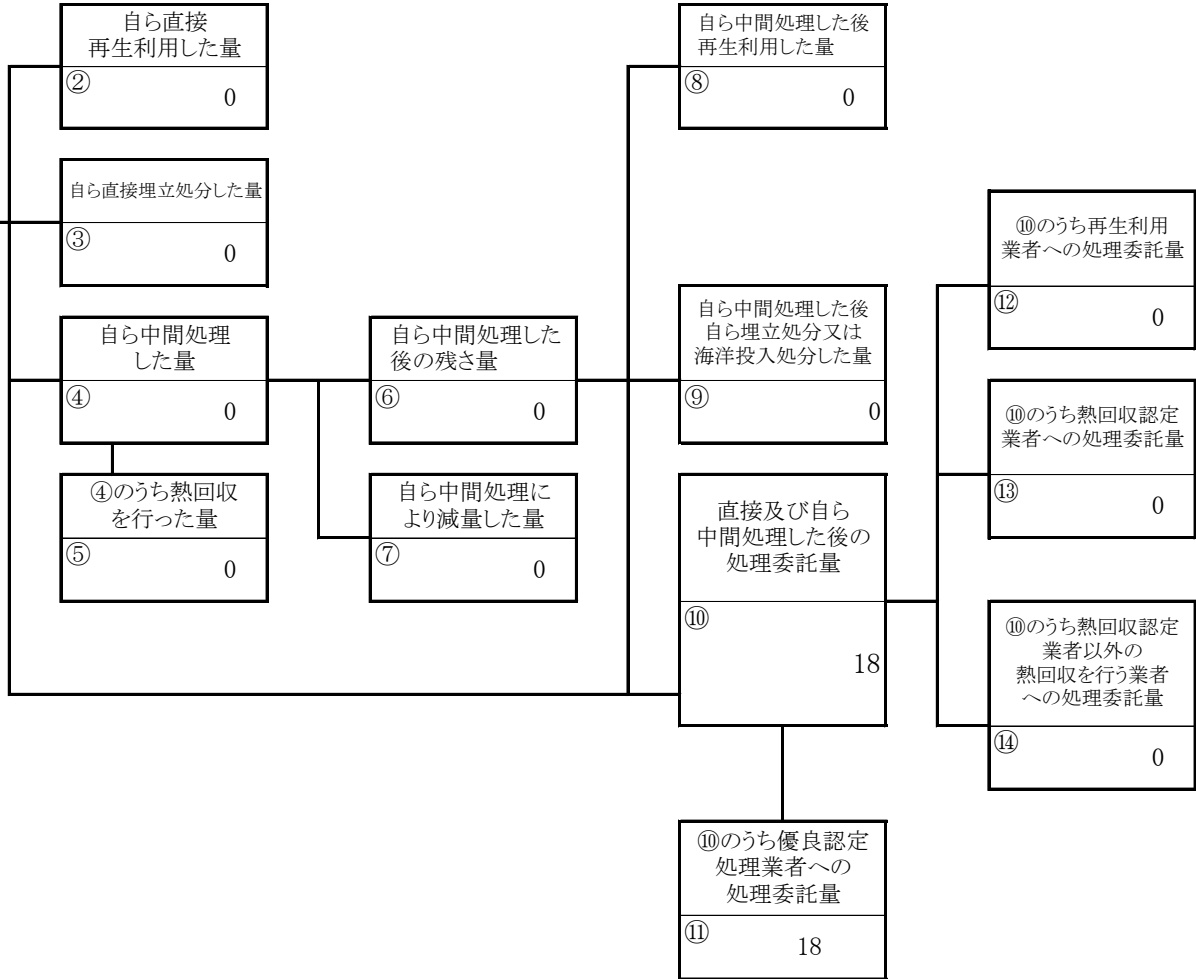 自ら直接
再生利用した量
②
0
自ら直接埋立処分した量
③
0
自ら中間処理
した量
④
0
④のうち熱回収
を行った量
⑤
0
自ら中間処理した
後の残さ量
⑥
0
自ら中間処理に
より減量した量
⑦
0
自ら中間処理した後
再生利用した量
⑧
0
自ら中間処理した後
自ら埋立処分又は
海洋投入処分した量
⑨
0
直接及び自ら
中間処理した後の
処理委託量
⑩
18
⑩のうち優良認定
処理業者への
処理委託量
⑪
18
⑩のうち再生利用
業者への処理委託量
⑫
0
⑩のうち熱回収認定
業者への処理委託量
⑬
0
⑩のうち熱回収認定
業者以外の
熱回収を行う業者
への処理委託量
⑭
0